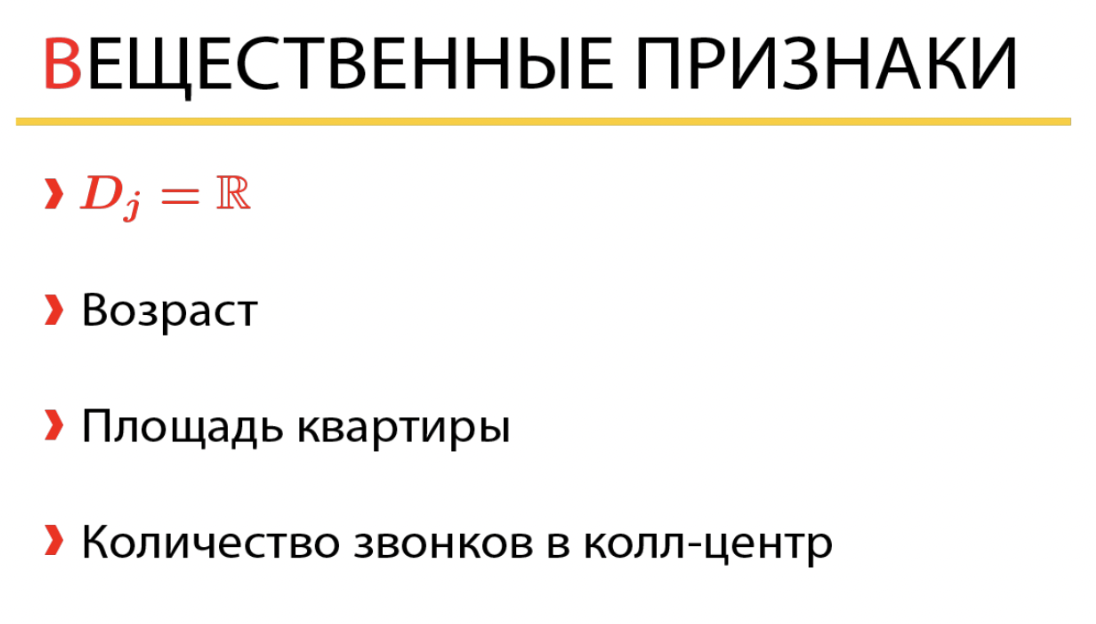 ВЕЩЕСТВЕННЫЕ ПРИЗНАКИ
D_j = ℝ
Возраст
Площадь квартиры
Количество звонков в колл-центр